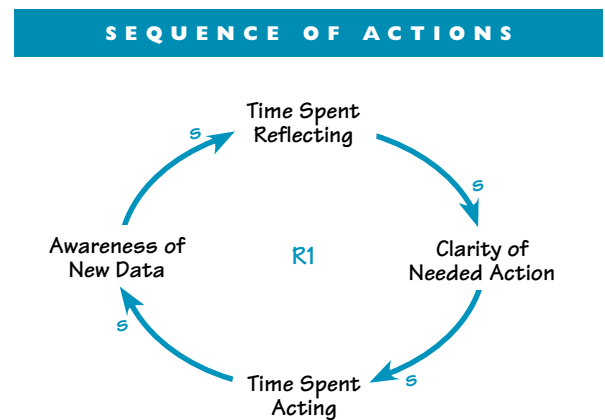 SEQUENCE OF ACTIONS
Time Spent
Reflecting
s
s
Awareness of
New Data
R1
Clarity of
Needed Action
s
s
Time Spent
Acting